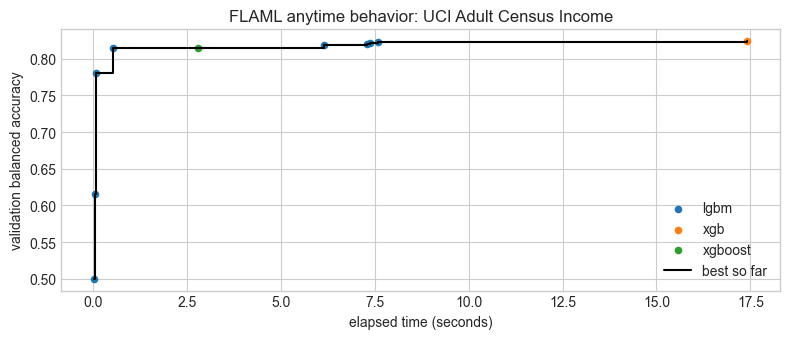 FLAML anytime behavior: UCI Adult Census Income
validation balanced accuracy
0.80
0.75
0.70
0.65
0.60
0.55
0.50
lgbm
xgb
xgboost
best so far
0.0 2.5 5.0 7.5 10.0 12.5 15.0 17.5
elapsed time (seconds)